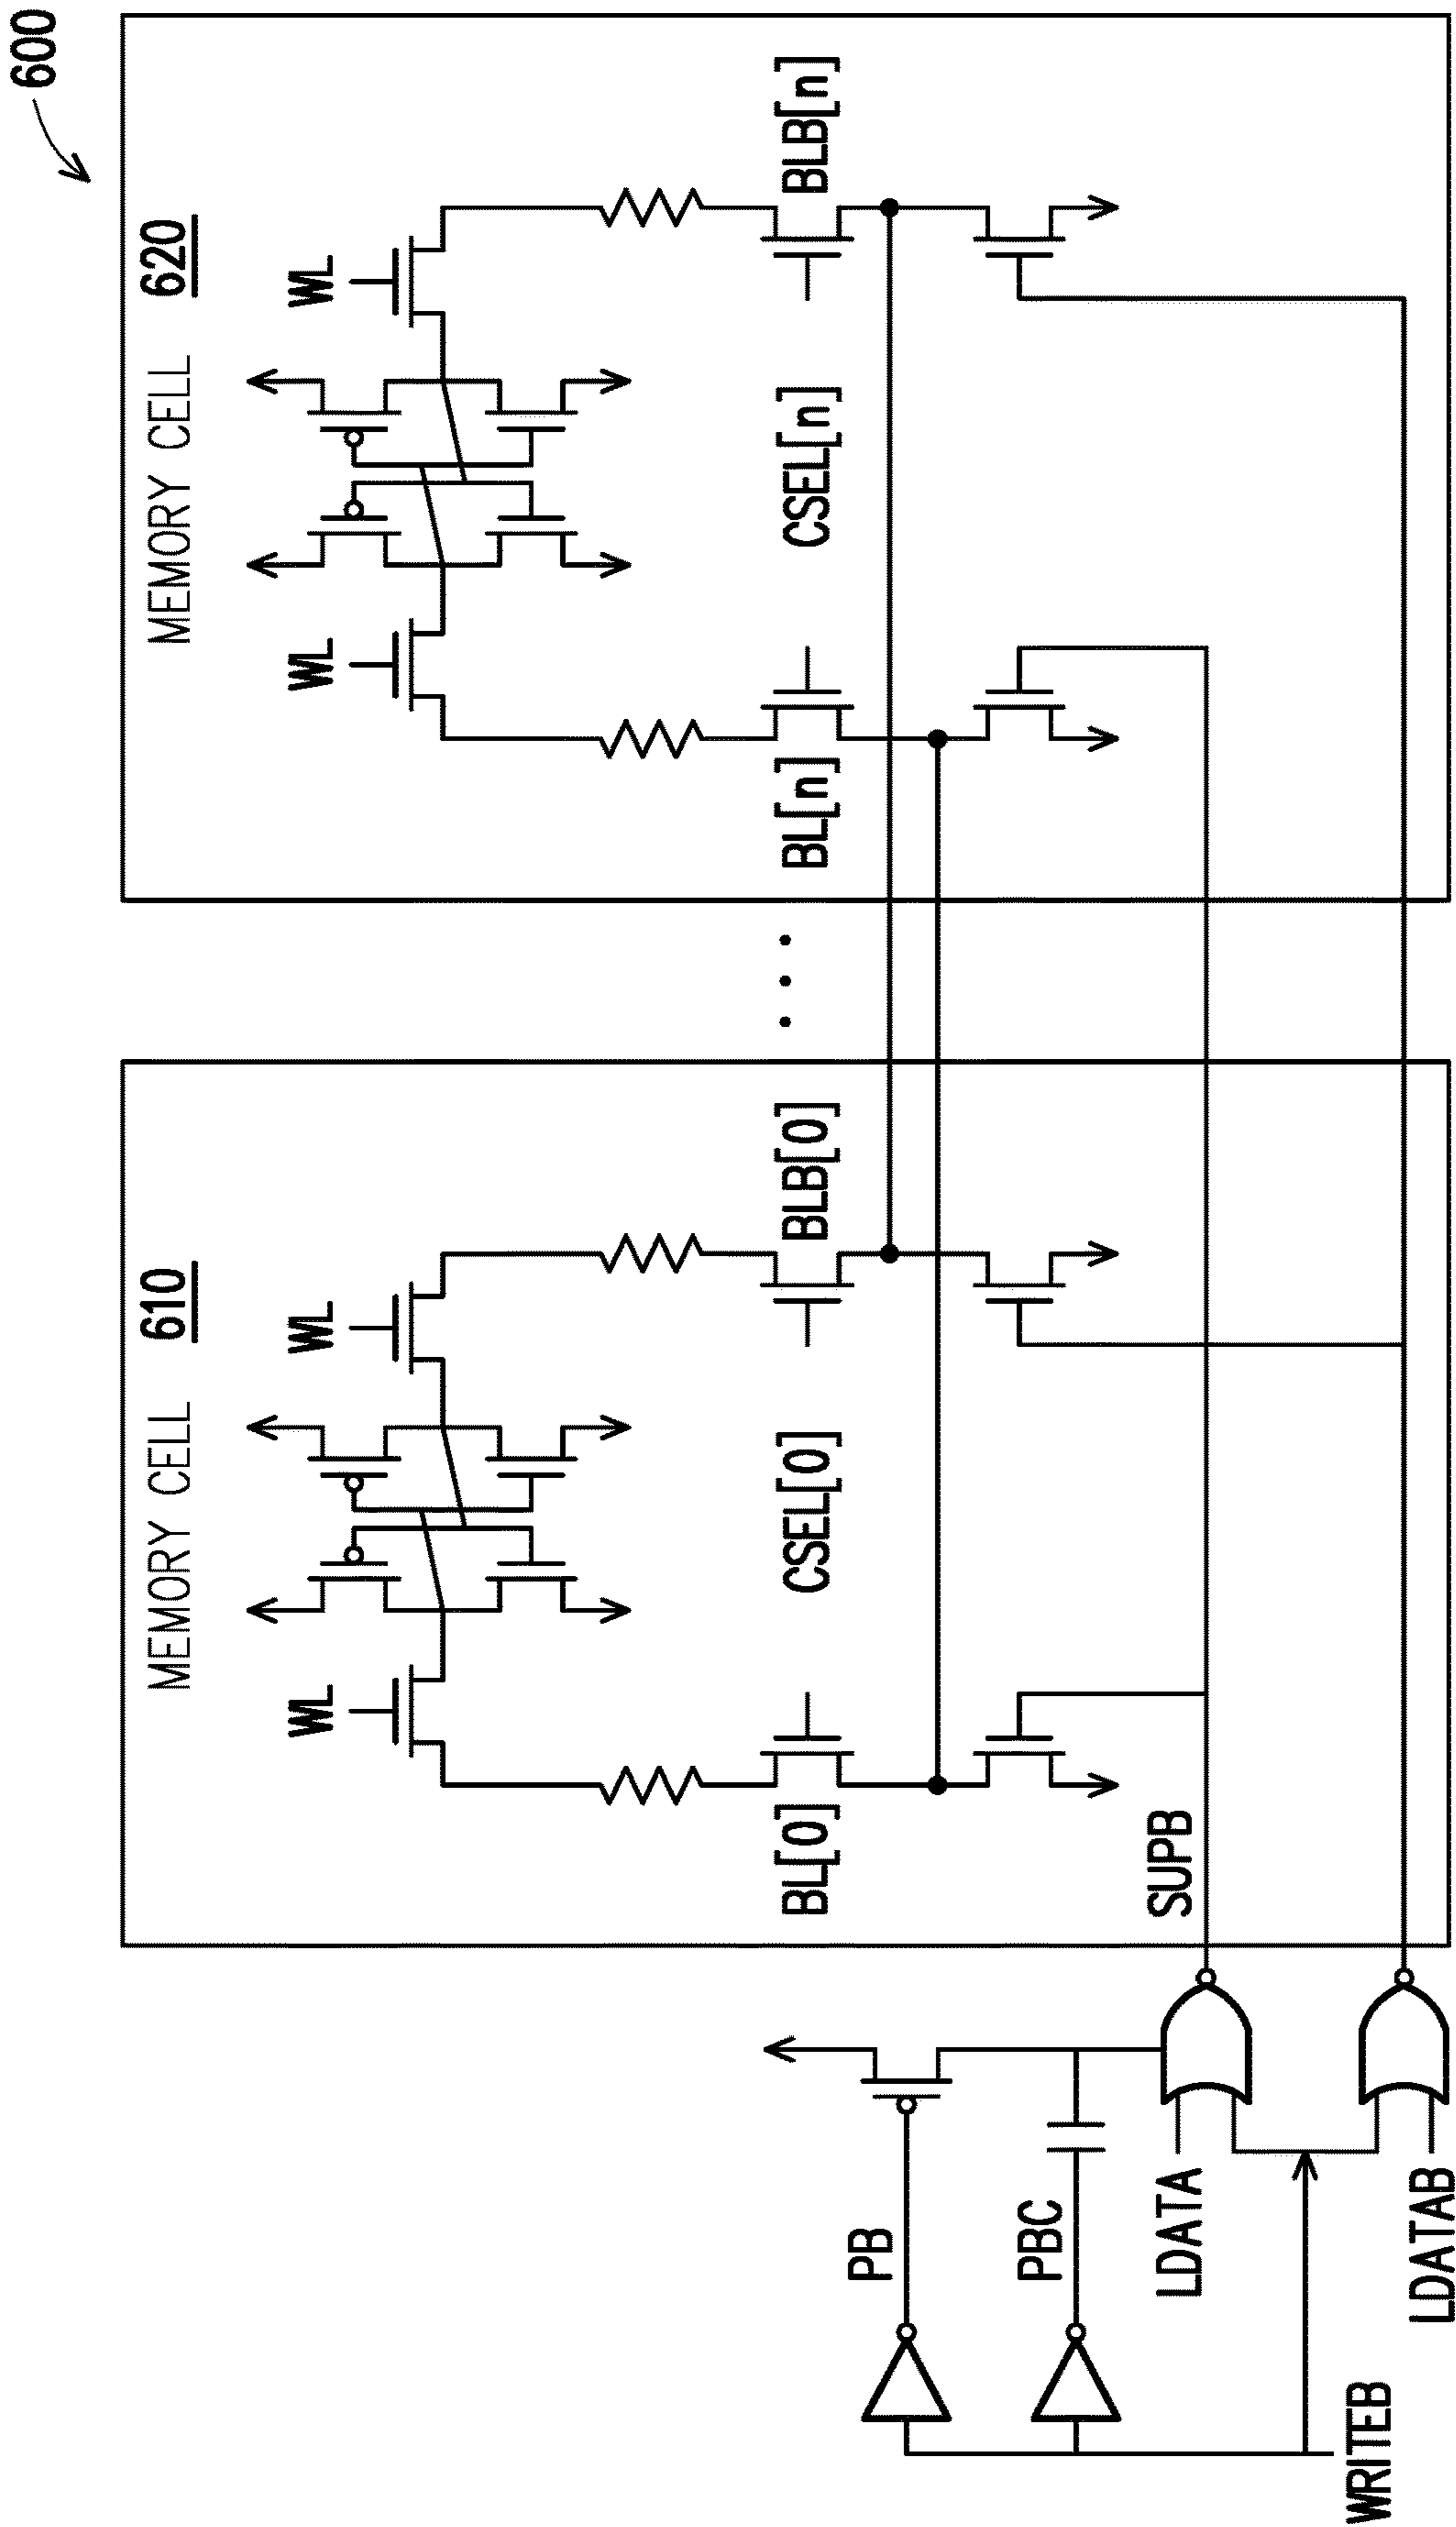 600
MEMORY CELL 610
MEMORY CELL 620
WL
WL
WL
WL
BL[0]
CSEL[0]
BLB[0]
BL[n]
CSEL[n]
BLB[n]
PB
PBC
SUPB
LDATA
WRITEB
LDATAB